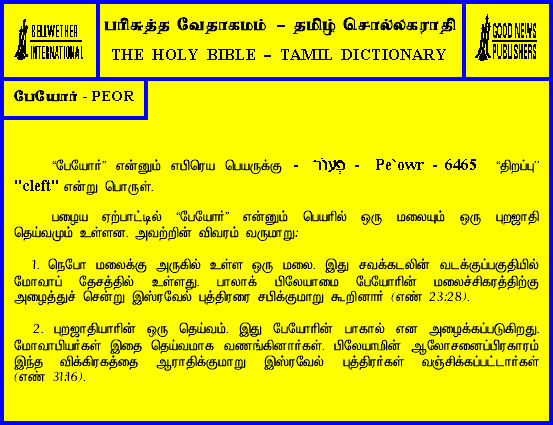 BELLWETHER
INTERNATIONAL
பரிசுத்த வேதாகமம் – தமிழ் சொல்லகராதி
THE HOLY BIBLE – TAMIL DICTIONARY
GOOD NEWS
PUBLISHERS
பேயோர் - PEOR
“பேயோர்” என்னும் எபிரெய பெயருக்கு - פְּעוֹר - Pe`owr - 6465 “திறப்பு”
"cleft" என்று பொருள்.
பழைய ஏற்பாட்டில் “பேயோர்” என்னும் பெயரில் ஒரு மலையும் ஒரு புறஜாதி
தெய்வமும் உள்ளன. அவற்றின் விவரம் வருமாறு:
1. நெபோ மலைக்கு அருகில் உள்ள ஒரு மலை. இது சவக்கடலின் வடக்குப்பகுதியில்
மோவாப் தேசத்தில் உள்ளது. பாலாக் பிலேயாமை பேயோரின் மலைச்சிகரத்திற்கு
அழைத்துச் சென்று இஸ்ரவேல் புத்திரரை சபிக்குமாறு கூறினார் (எண் 23:28).
2. புறஜாதியாரின் ஒரு தெய்வம். இது பேயோரின் பாகால் என அழைக்கப்படுகிறது.
மோவாபியர்கள் இதை தெய்வமாக வணங்கினார்கள். பிலேயாமின் ஆலோசனைப்பிரகாரம்
இந்த விக்கிரகத்தை ஆராதிக்குமாறு இஸ்ரவேல் புத்திரர்கள் வஞ்சிக்கப்பட்டார்கள்
(எண் 31:16).